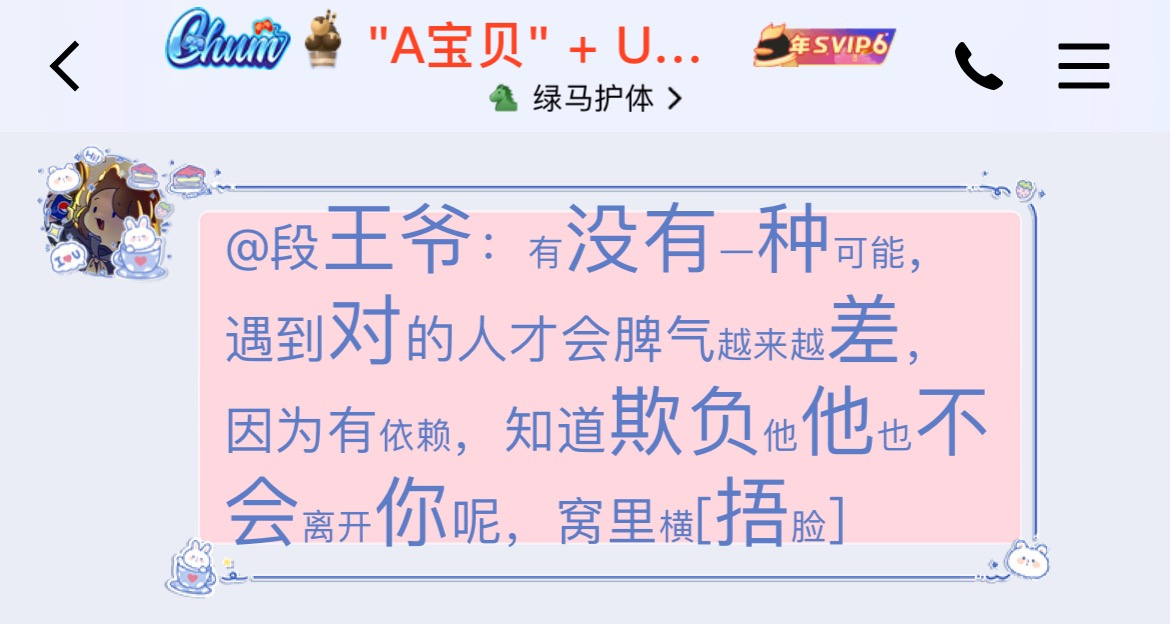 Chum "A宝贝" + U... 年SVIP6
绿马护体
Hi!
I U
@段王爷：有没有一种可能，
遇到对的人才会脾气越来越差，
因为有依赖，知道欺负他他也不
会离开你呢，窝里横[捂脸]